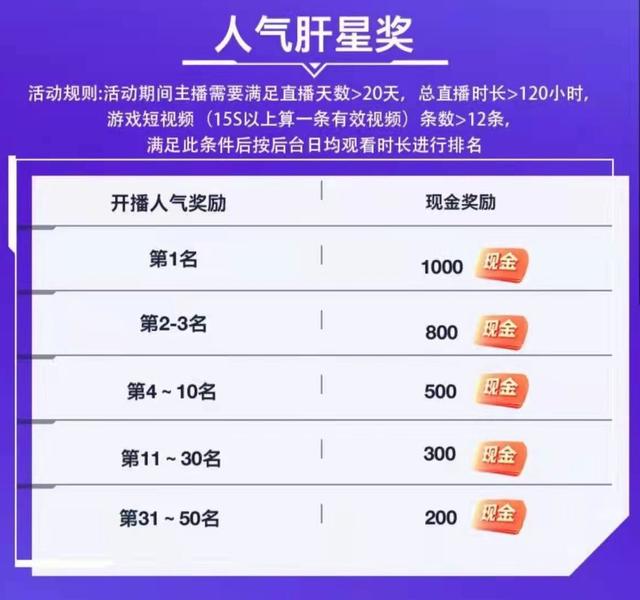 人气肝星奖
活动规则:活动期间主播需要满足直播天数>20天，总直播时长>120小时,
游戏短视频（15S以上算一条有效视频）条数>12条,
满足此条件后按后台日均观看时长进行排名
开播人气奖励 | 现金奖励
第1名 | 1000 现金
第2-3名 | 800 现金
第4～10名 | 500 现金
第11～30名 | 300 现金
第31～50名 | 200 现金